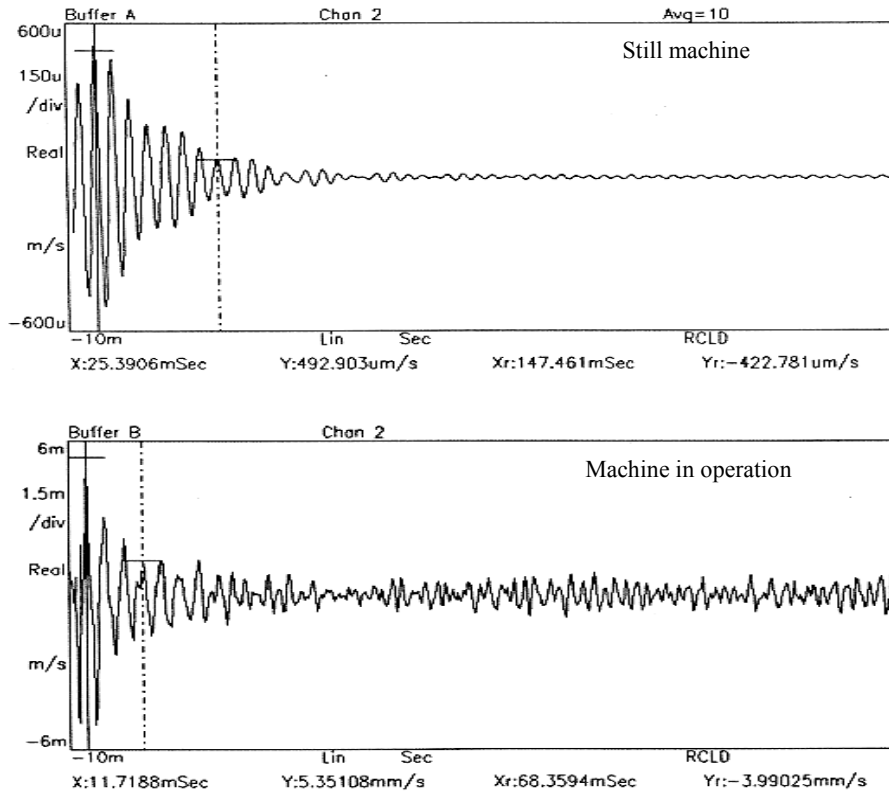 Buffer A Chan 2 Avg=10
600u
Still machine
150u
/div
Real
m/s
-600u
-10m Lin Sec RCLD
X:25.3906mSec Y:492.903um/s Xr:147.461mSec Yr:-422.781um/s
Buffer B Chan 2
6m
Machine in operation
1.5m
/div
Real
m/s
-6m
-10m Lin Sec RCLD
X:11.7188mSec Y:5.35108mm/s Xr:68.3594mSec Yr:-3.99025mm/s